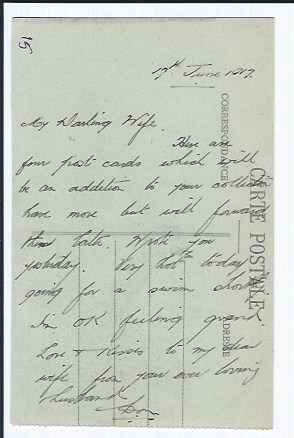 15
17th June 1917.
CORRESPONDANCE
CARTE POSTALE
ADRESSE
My Darling Wife.
Here are
four post cards which will
be an addition to your collection
have more but will forward
them later. Wrote you
yesterday. Very hot today
going for a swim shortly.
Im OK feeling grand.
Love & Kisses to my dear
wife from your ever loving
husband